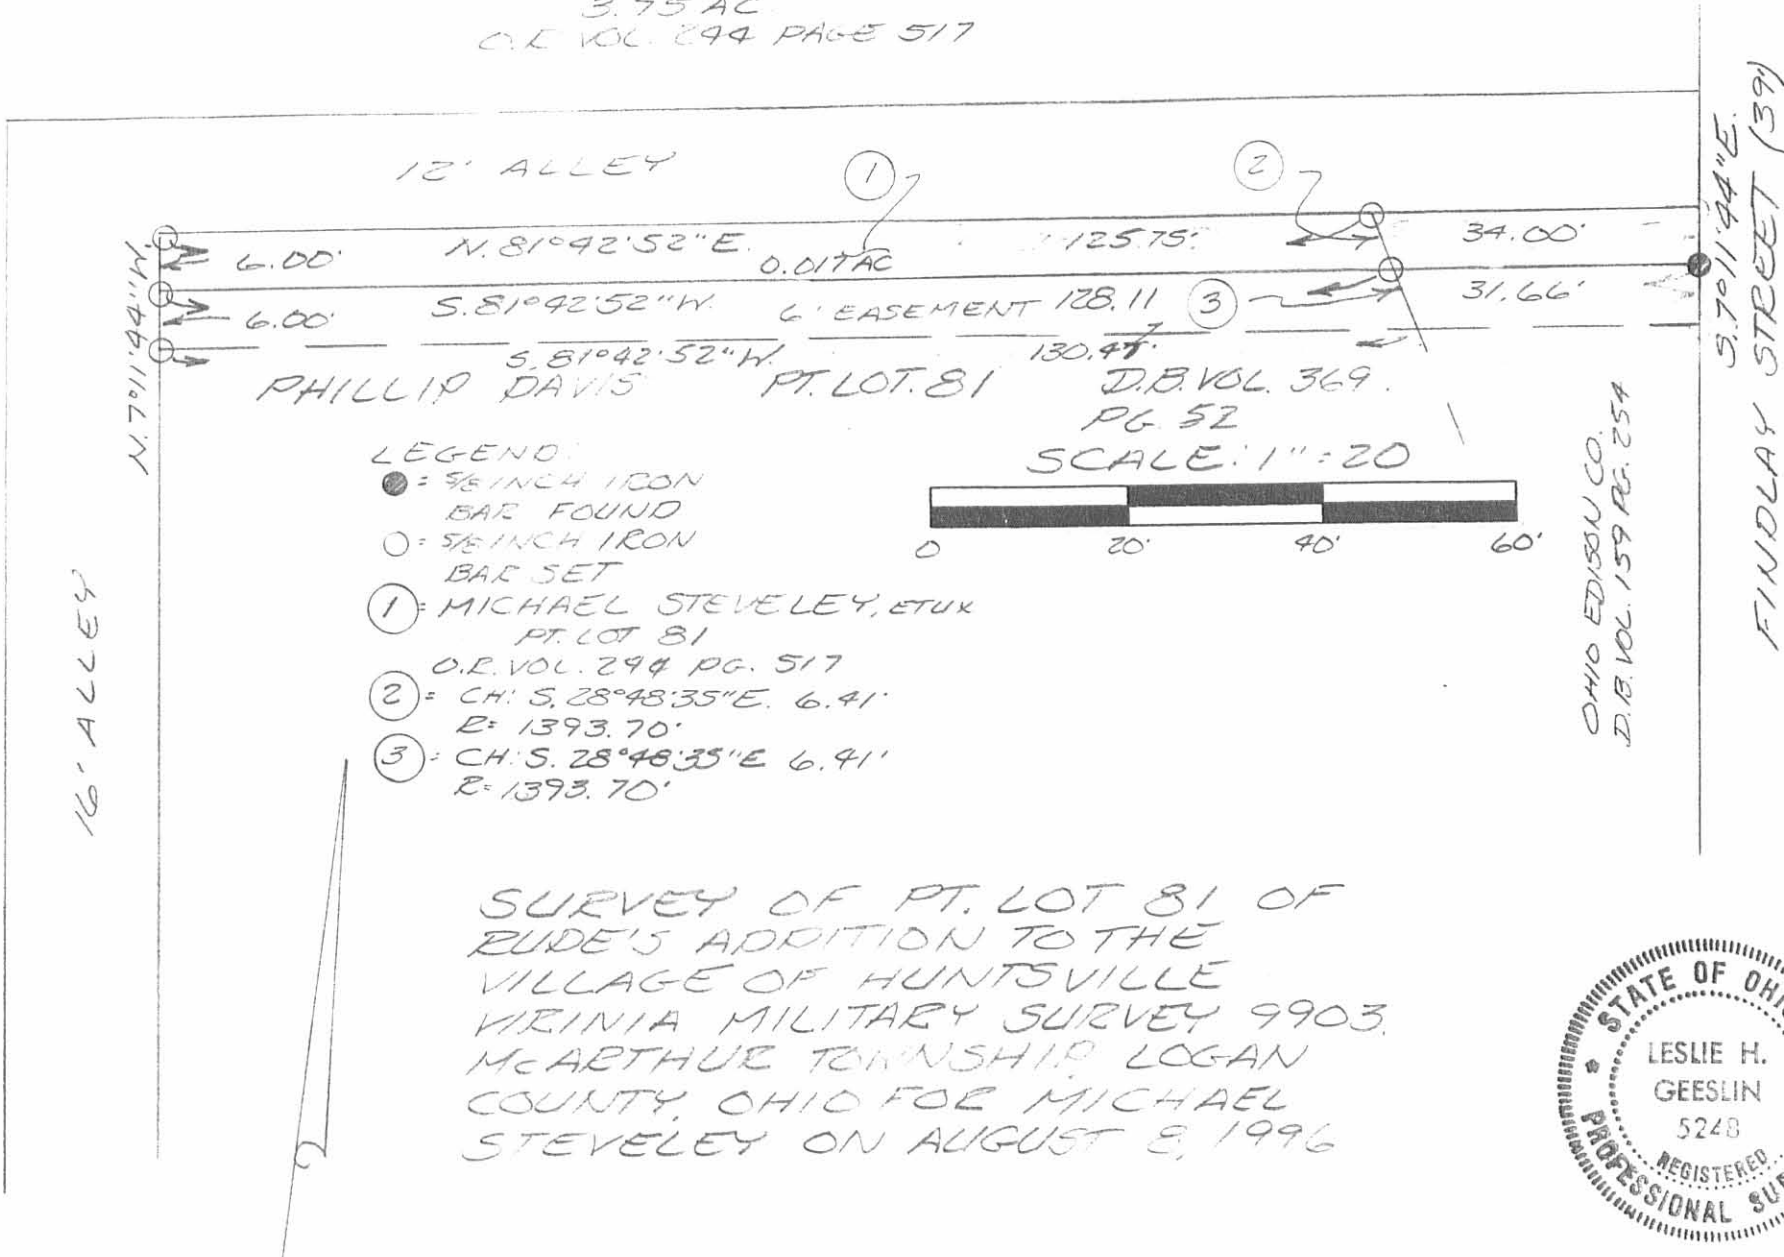 3.75 AC
O.R. VOL. 294 PAGE 517
12' ALLEY
1
2
N. 81°42'52" E.
125.75'
34.00'
6.00'
0.017AC
S. 81°42'52" W.
6' EASEMENT
128.11
3
31.66'
6.00'
S. 81°42'52" W.
N.7°11'44"W.
S.7°11'44"E.
FINDLAY STREET (39')
PHILLIP DAVIS
PT. LOT. 81
D.B. VOL. 369.
PG. 52
SCALE: 1" = 20
0 20' 40' 60'
OHIO EDISON CO.
D.B. VOL. 159 PG. 254
LEGEND:
= 5/8 INCH IRON
BAR FOUND
= 5/8 INCH IRON
BAR SET
1 = MICHAEL STEVELEY, ETUX
PT. LOT 81
O.R. VOL. 294 PG. 517
2 = CH: S. 28°48'35"E. 6.41'
R= 1393.70'
3 = CH: S. 28°48'35"E 6.41'
R= 1393.70'
16' ALLEY
SURVEY OF PT. LOT 81 OF
RUDE'S ADDITION TO THE
VILLAGE OF HUNTSVILLE
VIRINIA MILITARY SURVEY 9903.
McARTHUR TOWNSHIP, LOGAN
COUNTY, OHIO FOR MICHAEL
STEVELEY ON AUGUST 8, 1996
STATE OF OHI
LESLIE H.
GEESLIN
5248
REGISTERED
PROFESSIONAL SU